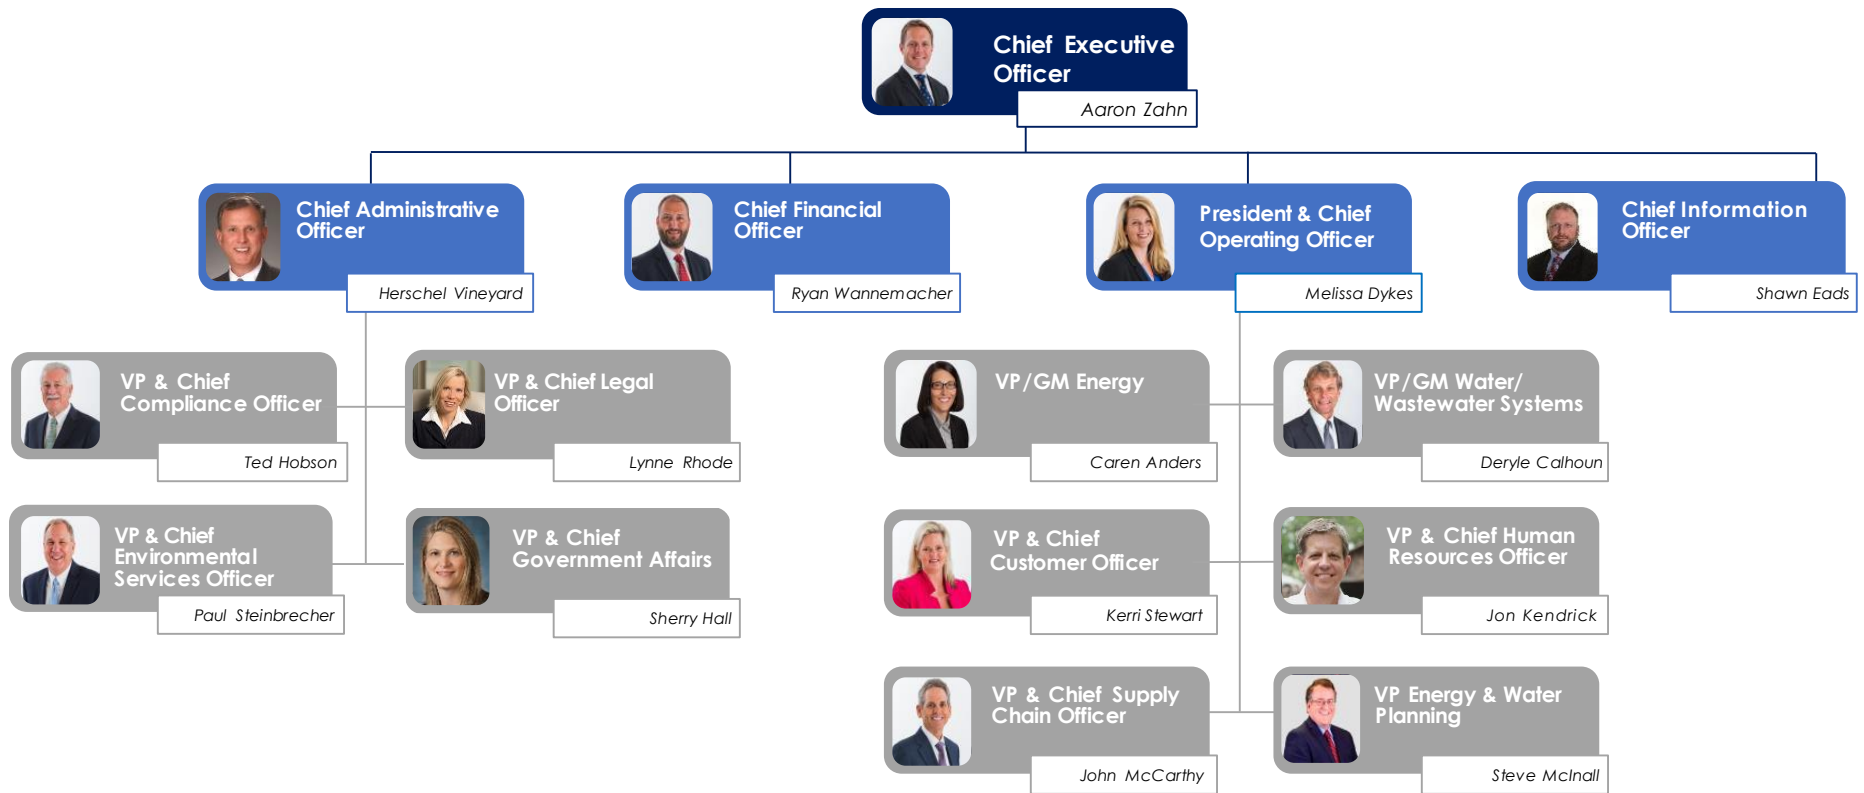 Chief Executive
Officer
Aaron Zahn
Chief Administrative
Officer
Herschel Vineyard
Chief Financial
Officer
Ryan Wannemacher
President & Chief
Operating Officer
Melissa Dykes
Chief Information
Officer
Shawn Eads
VP & Chief
Compliance Officer
Ted Hobson
VP & Chief Legal
Officer
Lynne Rhode
VP/GM Energy
Caren Anders
VP/GM Water/
Wastewater Systems
Deryle Calhoun
VP & Chief
Environmental
Services Officer
Paul Steinbrecher
VP & Chief
Government Affairs
Sherry Hall
VP & Chief
Customer Officer
Kerri Stewart
VP & Chief Human
Resources Officer
Jon Kendrick
VP & Chief Supply
Chain Officer
John McCarthy
VP Energy & Water
Planning
Steve McInall